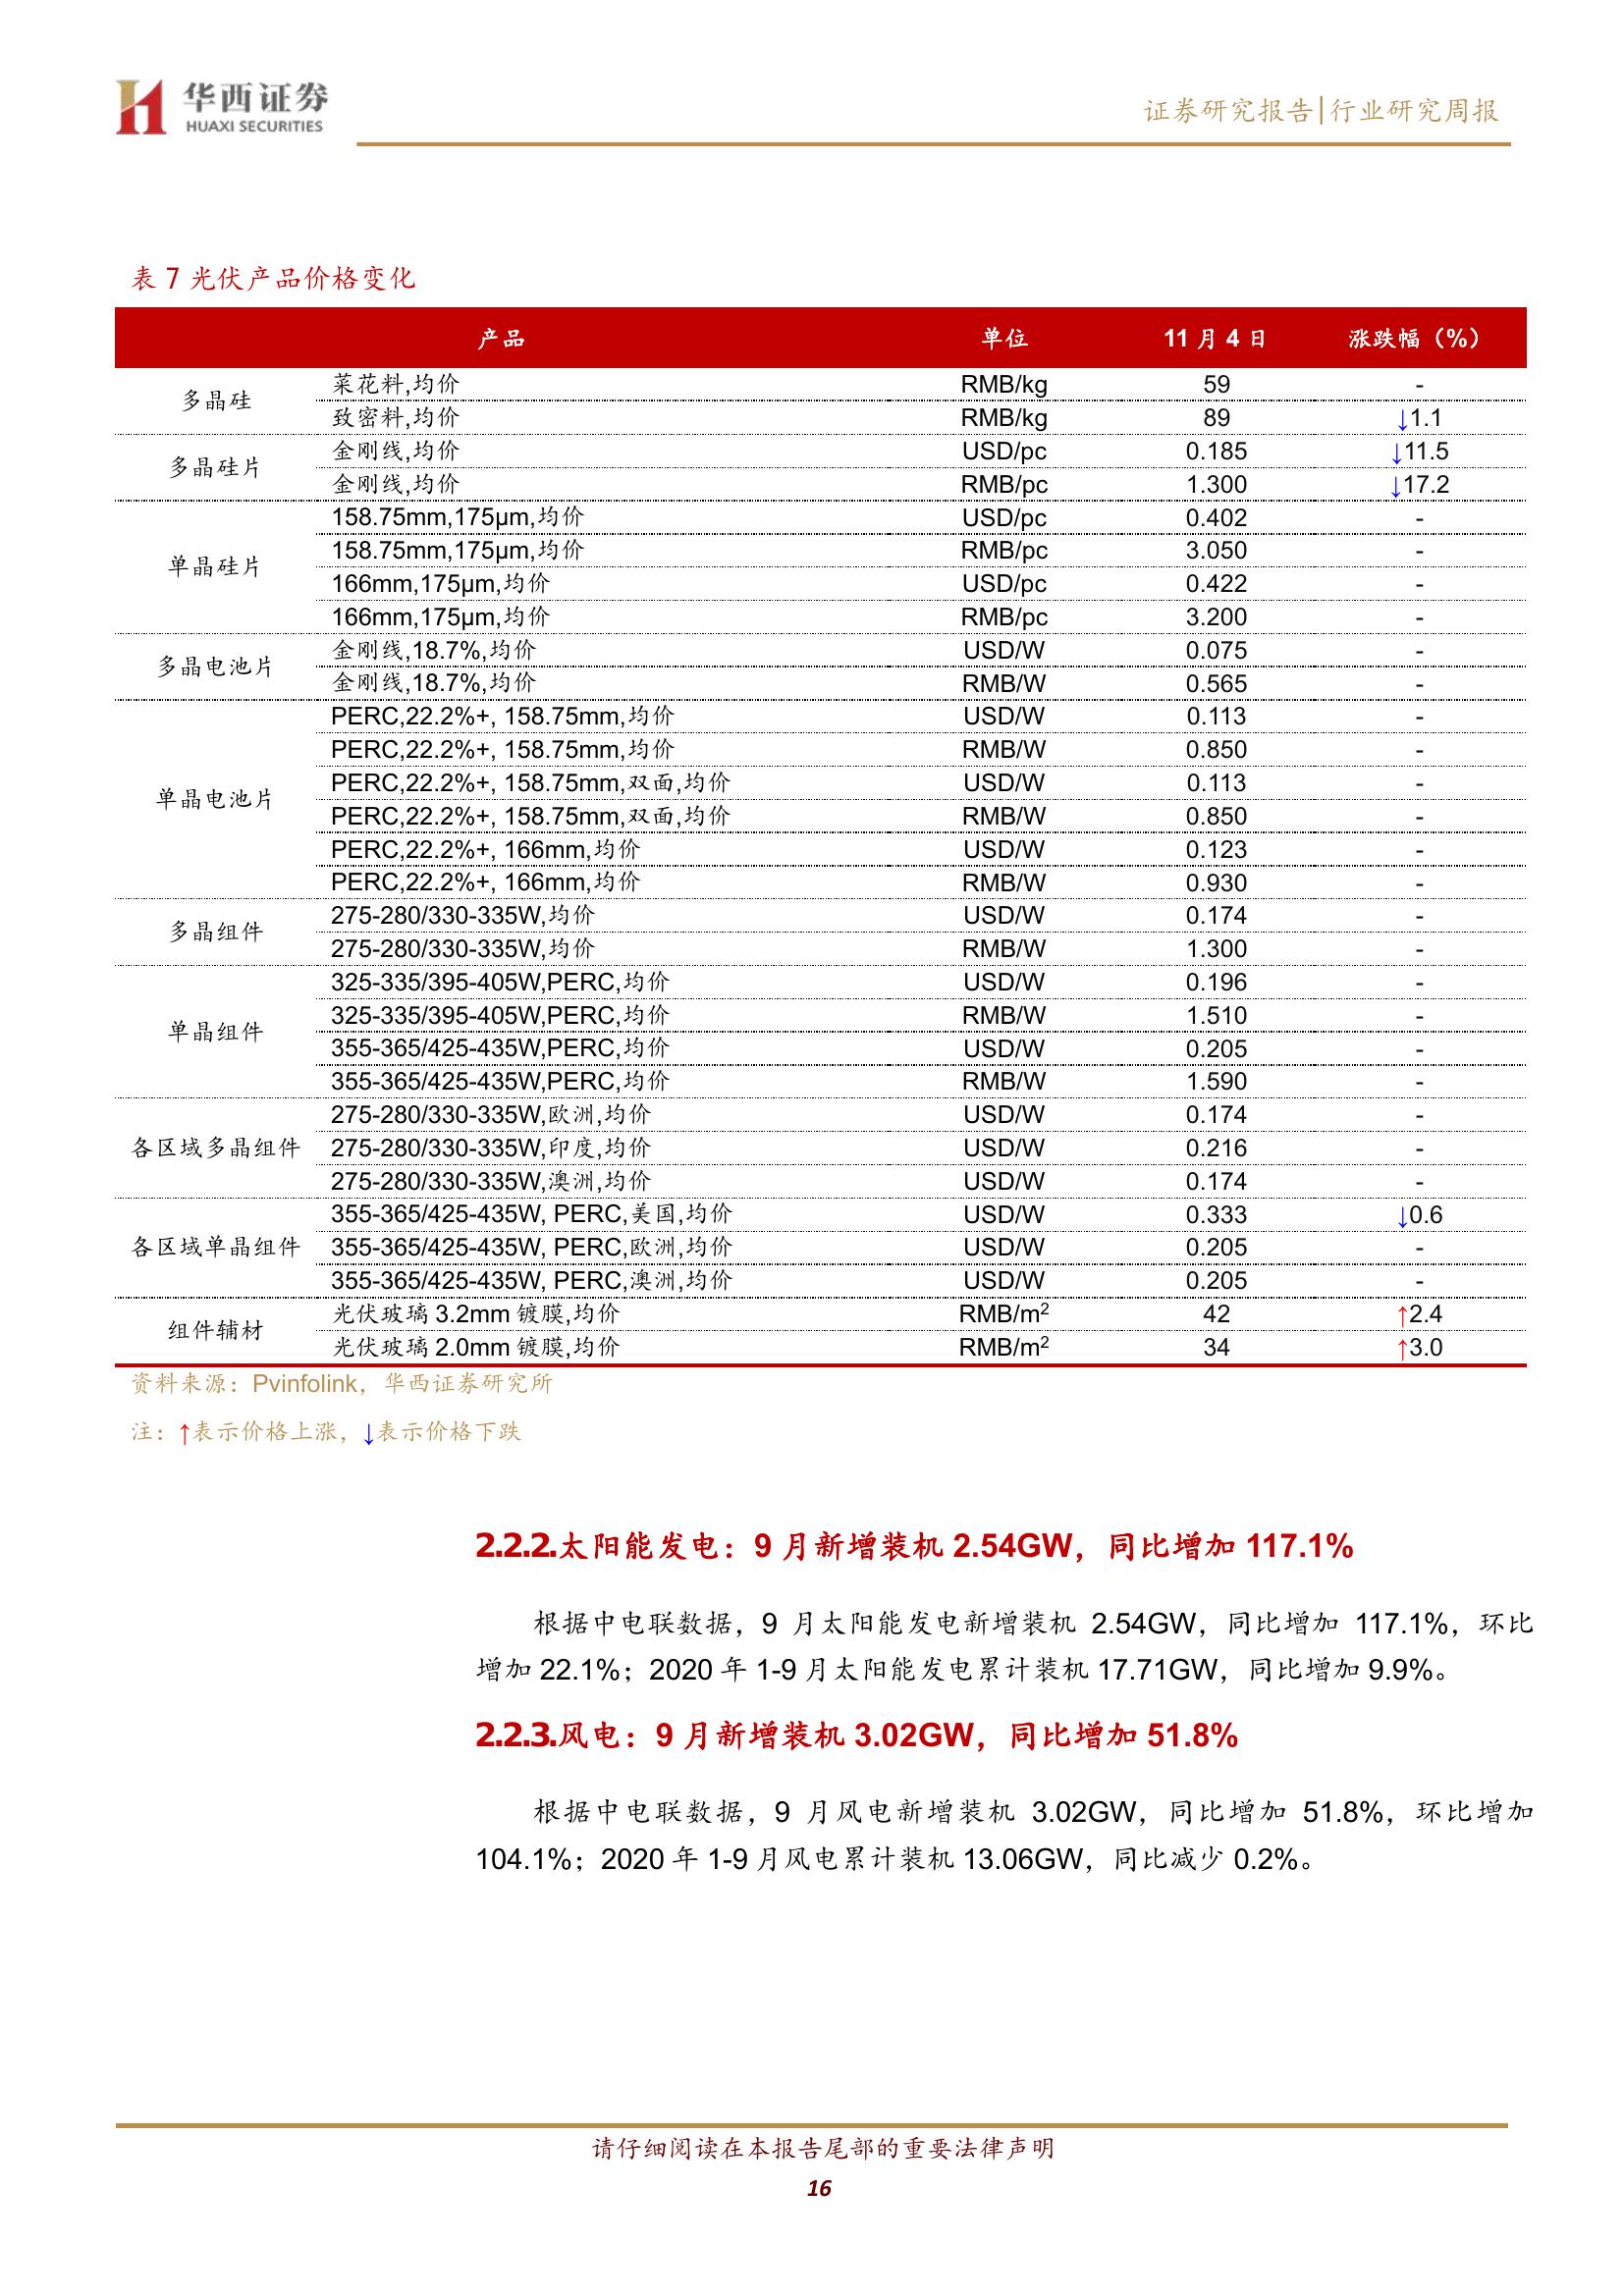 华西证券
HUAXI SECURITIES
证券研究报告|行业研究周报
表 7 光伏产品价格变化
产品 单位 11 月 4 日 涨跌幅（%）
多晶硅
菜花料,均价 RMB/kg 59 -
致密料,均价 RMB/kg 89 ↓1.1
多晶硅片
金刚线,均价 USD/pc 0.185 ↓11.5
金刚线,均价 RMB/pc 1.300 ↓17.2
单晶硅片
158.75mm,175μm,均价 USD/pc 0.402 -
158.75mm,175μm,均价 RMB/pc 3.050 -
166mm,175μm,均价 USD/pc 0.422 -
166mm,175μm,均价 RMB/pc 3.200 -
多晶电池片
金刚线,18.7%,均价 USD/W 0.075 -
金刚线,18.7%,均价 RMB/W 0.565 -
单晶电池片
PERC,22.2%+, 158.75mm,均价 USD/W 0.113 -
PERC,22.2%+, 158.75mm,均价 RMB/W 0.850 -
PERC,22.2%+, 158.75mm,双面,均价 USD/W 0.113 -
PERC,22.2%+, 158.75mm,双面,均价 RMB/W 0.850 -
PERC,22.2%+, 166mm,均价 USD/W 0.123 -
PERC,22.2%+, 166mm,均价 RMB/W 0.930 -
多晶组件
275-280/330-335W,均价 USD/W 0.174 -
275-280/330-335W,均价 RMB/W 1.300 -
单晶组件
325-335/395-405W,PERC,均价 USD/W 0.196 -
325-335/395-405W,PERC,均价 RMB/W 1.510 -
355-365/425-435W,PERC,均价 USD/W 0.205 -
355-365/425-435W,PERC,均价 RMB/W 1.590 -
各区域多晶组件
275-280/330-335W,欧洲,均价 USD/W 0.174 -
275-280/330-335W,印度,均价 USD/W 0.216 -
275-280/330-335W,澳洲,均价 USD/W 0.174 -
各区域单晶组件
355-365/425-435W, PERC,美国,均价 USD/W 0.333 ↓0.6
355-365/425-435W, PERC,欧洲,均价 USD/W 0.205 -
355-365/425-435W, PERC,澳洲,均价 USD/W 0.205 -
组件辅材
光伏玻璃 3.2mm 镀膜,均价 RMB/m² 42 ↑2.4
光伏玻璃 2.0mm 镀膜,均价 RMB/m² 34 ↑3.0
资料来源：Pvinfolink，华西证券研究所
注：↑表示价格上涨，↓表示价格下跌
2.2.2.太阳能发电：9 月新增装机 2.54GW，同比增加 117.1%
根据中电联数据，9 月太阳能发电新增装机 2.54GW，同比增加 117.1%，环比
增加 22.1%；2020 年 1-9 月太阳能发电累计装机 17.71GW，同比增加 9.9%。
2.2.3.风电：9 月新增装机 3.02GW，同比增加 51.8%
根据中电联数据，9 月风电新增装机 3.02GW，同比增加 51.8%，环比增加
104.1%；2020 年 1-9 月风电累计装机 13.06GW，同比减少 0.2%。
请仔细阅读在本报告尾部的重要法律声明
16